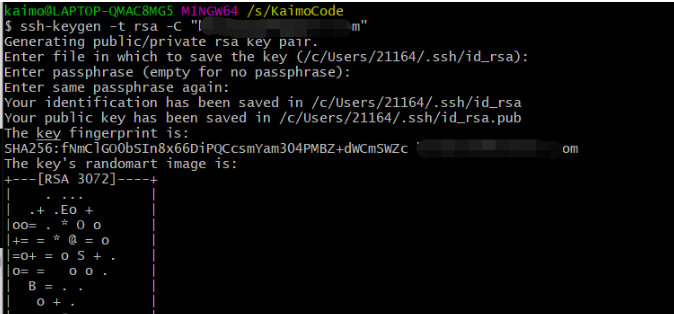 kaimo@LAPTOP-QMAC8MG5 MINGW64 /s/KaimoCode
$ ssh-keygen -t rsa -C "m"
Generating public/private rsa key pair.
Enter file in which to save the key (/c/Users/21164/.ssh/id_rsa):
Enter passphrase (empty for no passphrase):
Enter same passphrase again:
Your identification has been saved in /c/Users/21164/.ssh/id_rsa
Your public key has been saved in /c/Users/21164/.ssh/id_rsa.pub
The key fingerprint is:
SHA256:fNmClGO0bSIn8x66DiPQCcsmYam304PMBZ+dWCmSWZc om
The key's randomart image is:
+---[RSA 3072]----+
|    . ...        |
|  .+ .Eo +       |
|oo= . * O o      |
|+= = * @ = o     |
|=o+ = o S + .    |
|o= =   o o .     |
|  B = . .        |
|   o + .         |